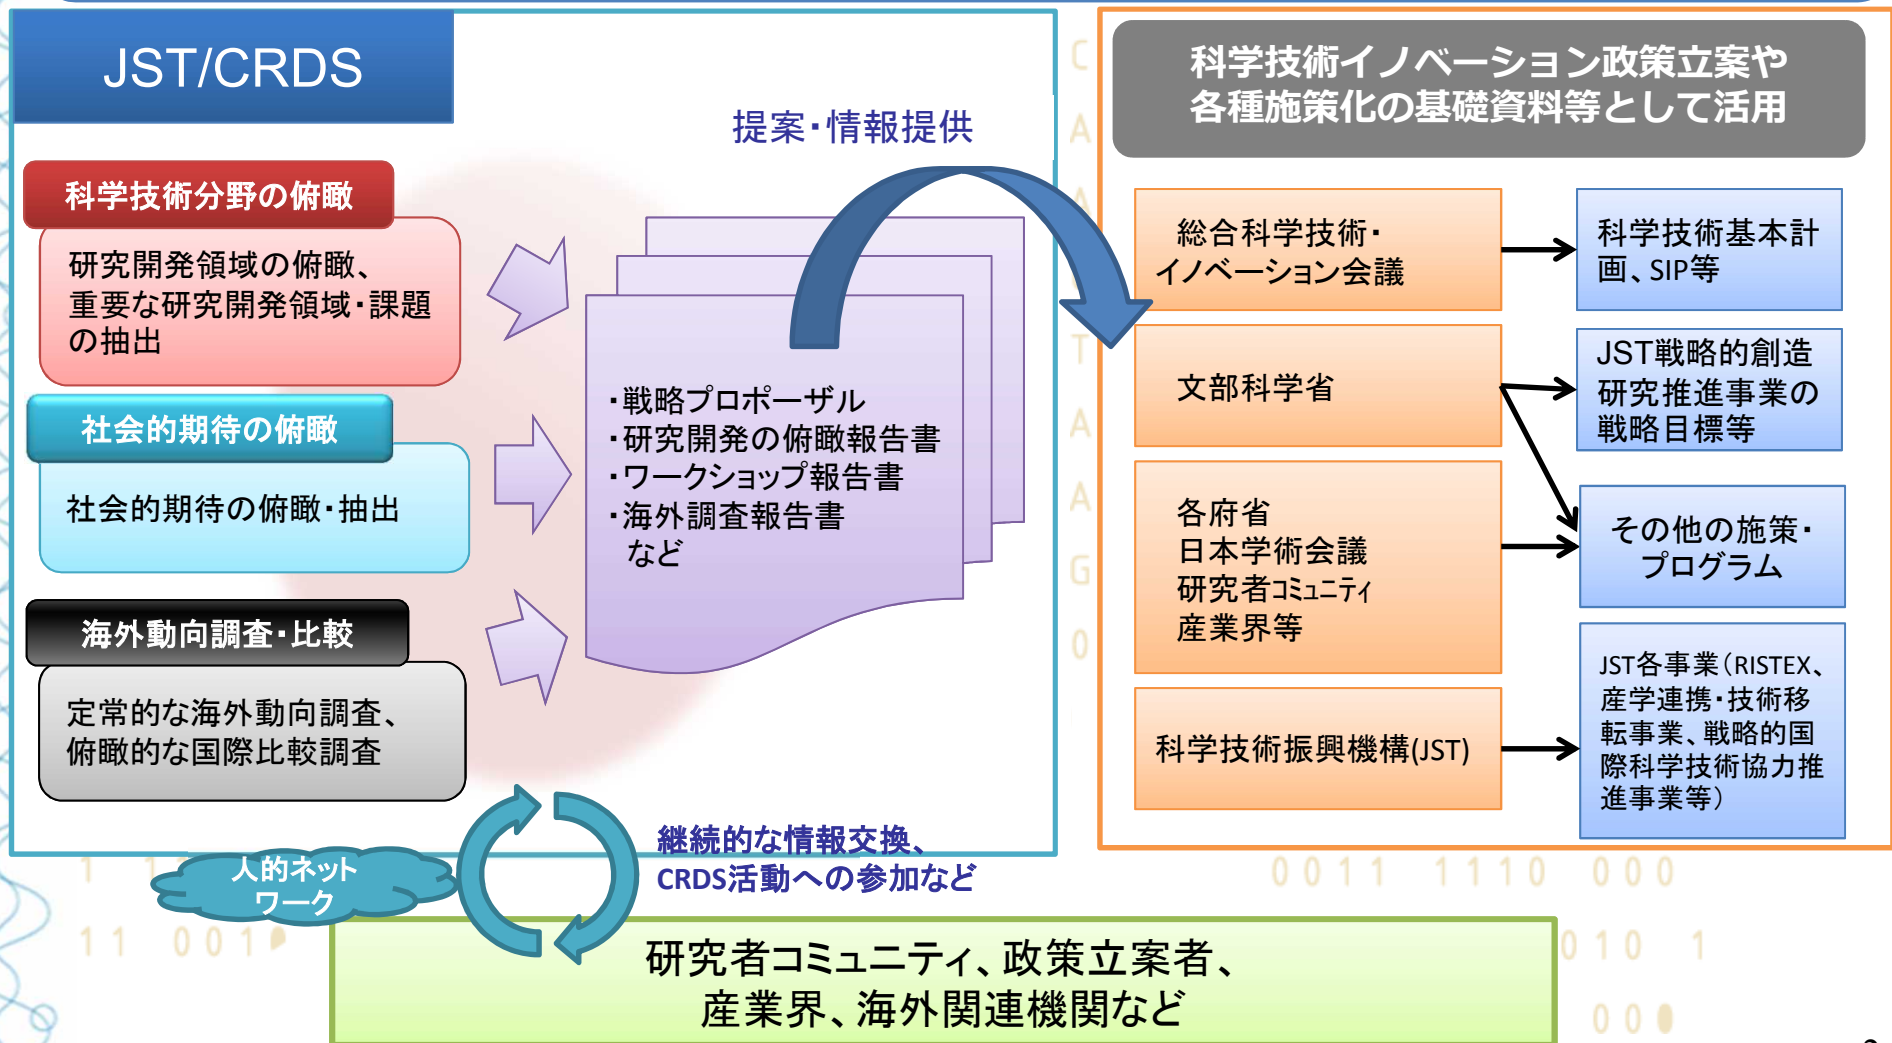 JST/CRDS
科学技術分野の俯瞰
研究開発領域の俯瞰、
重要な研究開発領域・課題
の抽出
社会的期待の俯瞰
社会的期待の俯瞰・抽出
海外動向調査・比較
定常的な海外動向調査、
俯瞰的な国際比較調査
提案・情報提供
・戦略プロポーザル
・研究開発の俯瞰報告書
・ワークショップ報告書
・海外調査報告書
など
科学技術イノベーション政策立案や
各種施策化の基礎資料等として活用
総合科学技術・
イノベーション会議
科学技術基本計
画、SIP等
文部科学省
JST戦略的創造
研究推進事業の
戦略目標等
各府省
日本学術会議
研究者コミュニティ
産業界等
その他の施策・
プログラム
科学技術振興機構(JST)
JST各事業（RISTEX、
産学連携・技術移
転事業、戦略的国
際科学技術協力推
進事業等）
人的ネット
ワーク
継続的な情報交換、
CRDS活動への参加など
研究者コミュニティ、政策立案者、
産業界、海外関連機関など
0011 1110 000
11 001
010 1
00